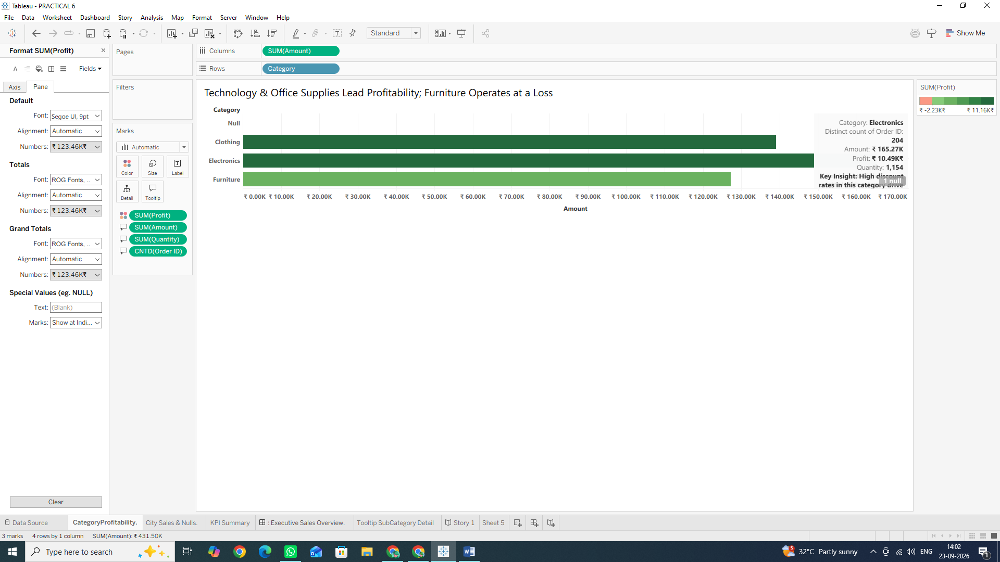 Tableau - PRACTICAL 6
File Data Worksheet Dashboard Story Analysis Map Format Server Window Help
Standard
Show Me
Format SUM(Profit)
Fields
Axis Pane
Default
Font: Segoe UI, 9pt
Alignment: Automatic
Numbers: ₹ 123.46K₹
Totals
Font: ROG Fonts, ..
Alignment: Automatic
Numbers: ₹ 123.46K₹
Grand Totals
Font: ROG Fonts, ..
Alignment: Automatic
Numbers: ₹ 123.46K₹
Special Values (eg. NULL)
Text: (Blank)
Marks: Show at Indi...
Clear
Pages
Filters
Marks
Automatic
Color Size Label
Detail Tooltip
SUM(Profit)
SUM(Amount)
SUM(Quantity)
CNTD(Order ID)
Columns SUM(Amount)
Rows Category
Technology & Office Supplies Lead Profitability; Furniture Operates at a Loss
Category
Null
Clothing
Electronics
Furniture
₹ 0.00K ₹ 10.00K ₹ 20.00K ₹ 30.00K ₹ 40.00K ₹ 50.00K ₹ 60.00K ₹ 70.00K ₹ 80.00K ₹ 90.00K ₹ 100.00K ₹ 110.00K ₹ 120.00K ₹ 130.00K ₹ 140.00K ₹ 150.00K ₹ 160.00K ₹ 170.00K
Amount
Category: Electronics
Distinct count of Order ID:
204
Amount: ₹ 165.27K
Profit: ₹ 10.49K₹
Quantity: 1,154
Key Insight: High discount
rates in this category drive
1 null
SUM(Profit)
₹ -2.23K₹ ₹ 11.16K₹
Data Source CategoryProfitability. City Sales & Nulls. KPI Summary : Executive Sales Overview. Tooltip SubCategory Detail Story 1 Sheet 5
3 marks 4 rows by 1 column SUM(Amount): ₹ 431.50K
Type here to search
5
32°C Partly sunny
ENG
14:02
23-09-2026
1